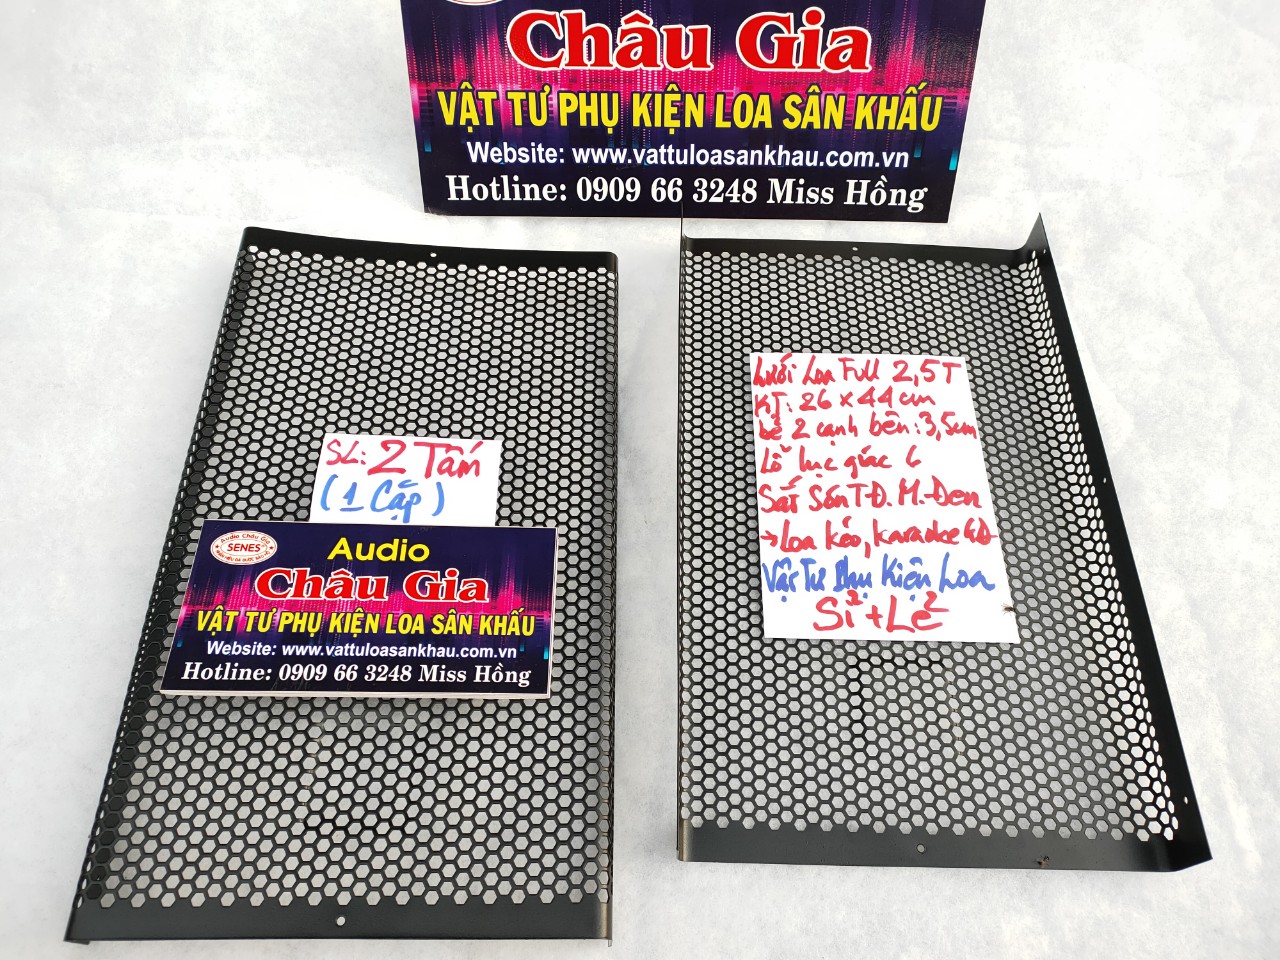 Châu Gia
VẬT TƯ PHỤ KIỆN LOA SÂN KHẤU
Website: www.vattuloasankhau.com.vn
Hotline: 0909 66 3248 Miss Hồng
SL: 2 Tấm
(1 Cặp)
Audio Châu Gia
SENES
Audio
Châu Gia
VẬT TƯ PHỤ KIỆN LOA SÂN KHẤU
Website: www.vattuloasankhau.com.vn
Hotline: 0909 66 3248 Miss Hồng
Lưới Loa Full 2,5T
KT: 26 x 44 cm
bẻ 2 cạnh bên: 3,5cm
Lỗ lục giác 6
Sắt Sơn T.Đ. M. Đen
→ Loa kéo, karaoke GĐ
Vật Tư Phụ Kiện Loa
Sỉ + Lẻ